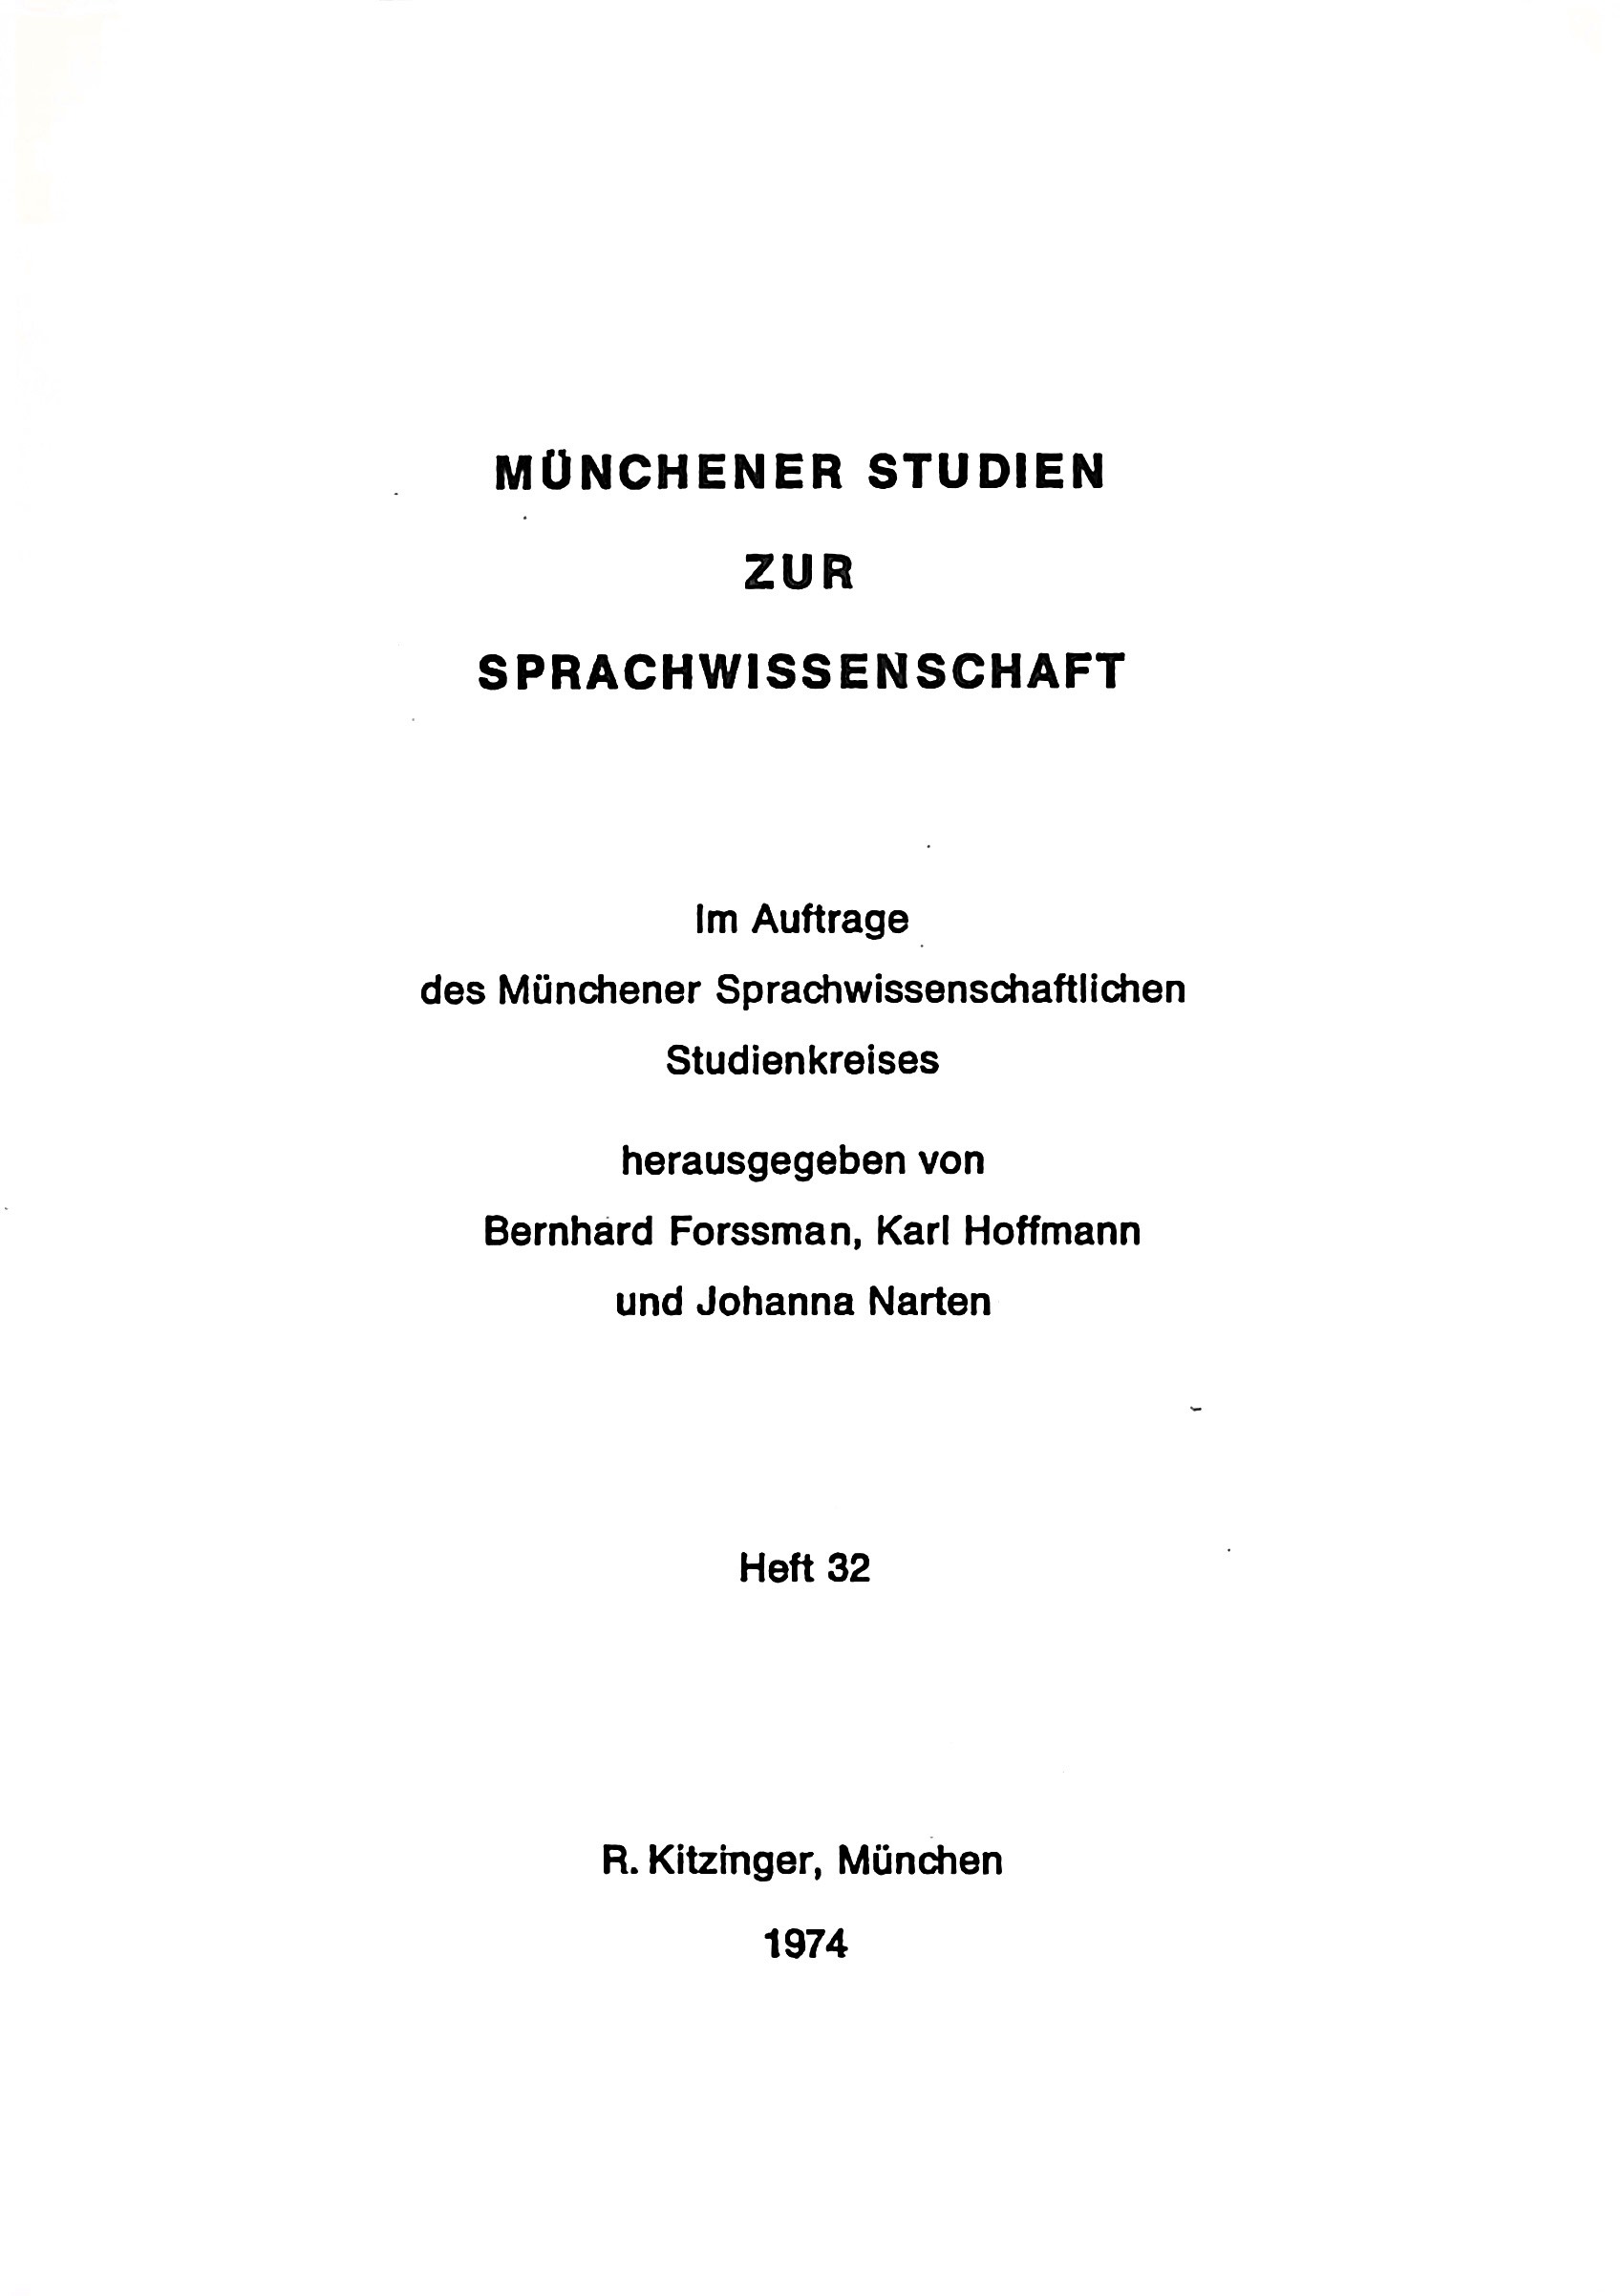 MÜNCHENER STUDIEN
ZUR
SPRACHWISSENSCHAFT
Im Auftrage
des Münchener Sprachwissenschaftlichen
Studienkreises
herausgegeben von
Bernhard Forssman, Karl Hoffmann
und Johanna Narten
Heft 32
R. Kitzinger, München
1974